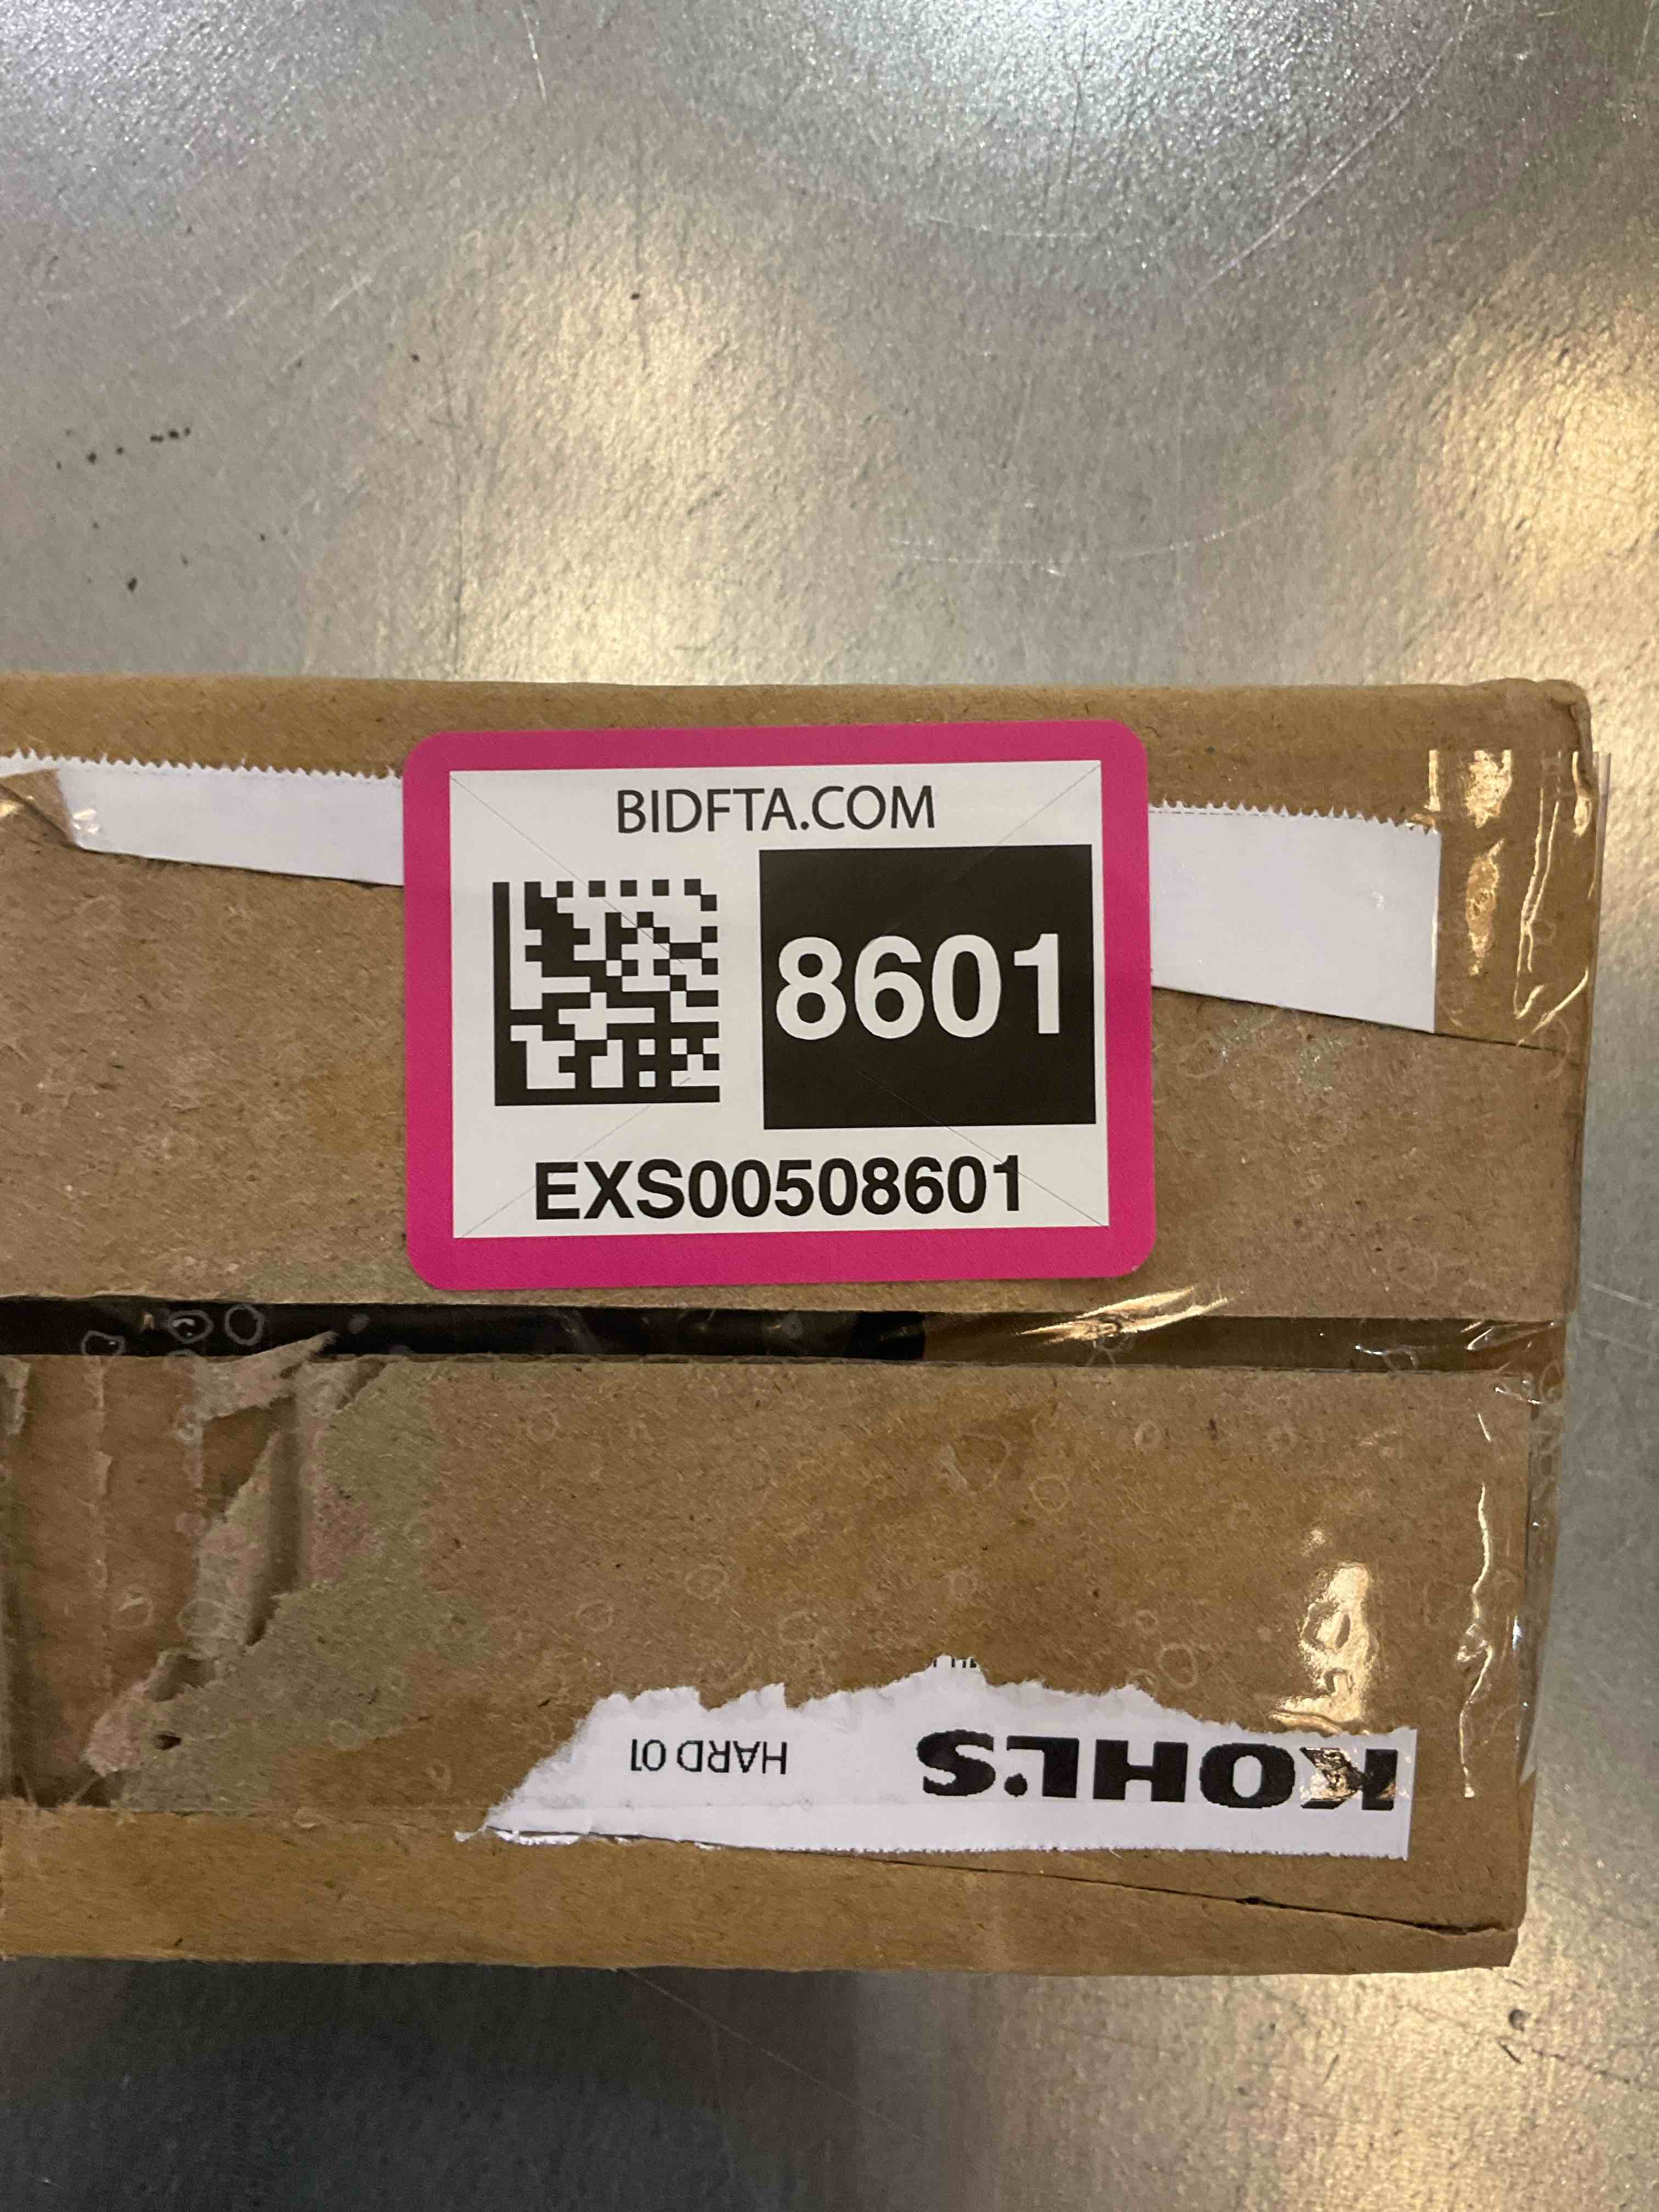 BIDFTA.COM
8601
EXS00508601
KOHL'S HARD 01